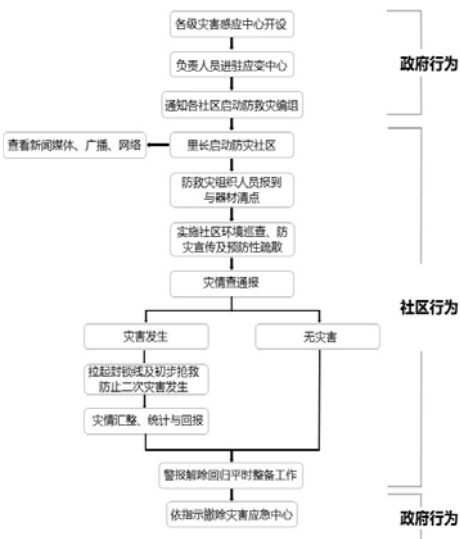 各级灾害感应中心开设
负责人员进驻应变中心
政府行为
通知各社区启动防救灾编组
查看新闻媒体、广播、网络
里长启动防灾社区
防救灾组织人员报到
与器材清点
实施社区环境巡查、防
灾宣传及预防性疏散
灾情查通报
社区行为
灾害发生
无灾害
拉起封锁线及初步抢救
防止二次灾害发生
灾情汇整、统计与回报
警报解除回归平时整备工作
依指示撤除灾害应急中心
政府行为